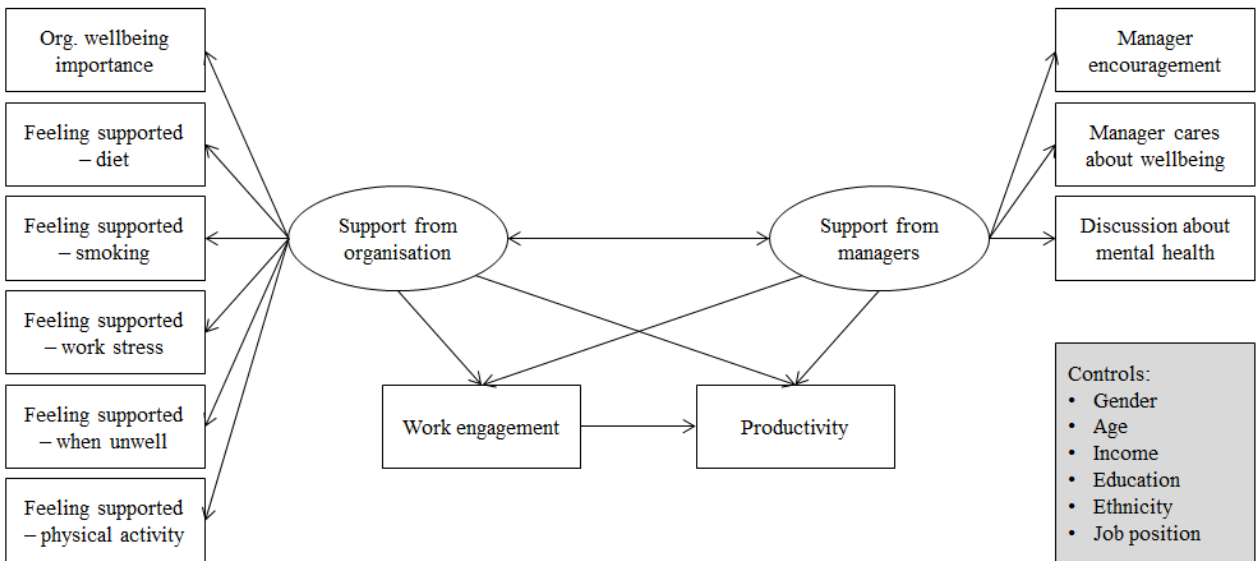 Org. wellbeing
importance
Feeling supported
– diet
Feeling supported
– smoking
Feeling supported
– work stress
Feeling supported
– when unwell
Feeling supported
– physical activity
Support from
organisation
Support from
managers
Work engagement
Productivity
Manager
encouragement
Manager cares
about wellbeing
Discussion about
mental health
Controls:
• Gender
• Age
• Income
• Education
• Ethnicity
• Job position